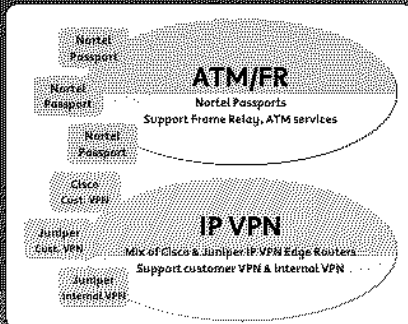 Nortel
Passport
Nortel
Passport
Nortel
Passport
ATM/FR
Nortel Passports
Support Frame Relay, ATM services
Cisco
Cust. VPN
Juniper
Cust. VPN
Juniper
Internal VPN
IP VPN
Mix of Cisco & Juniper IP VPN Edge Routers
Support customer VPN & Internal VPN